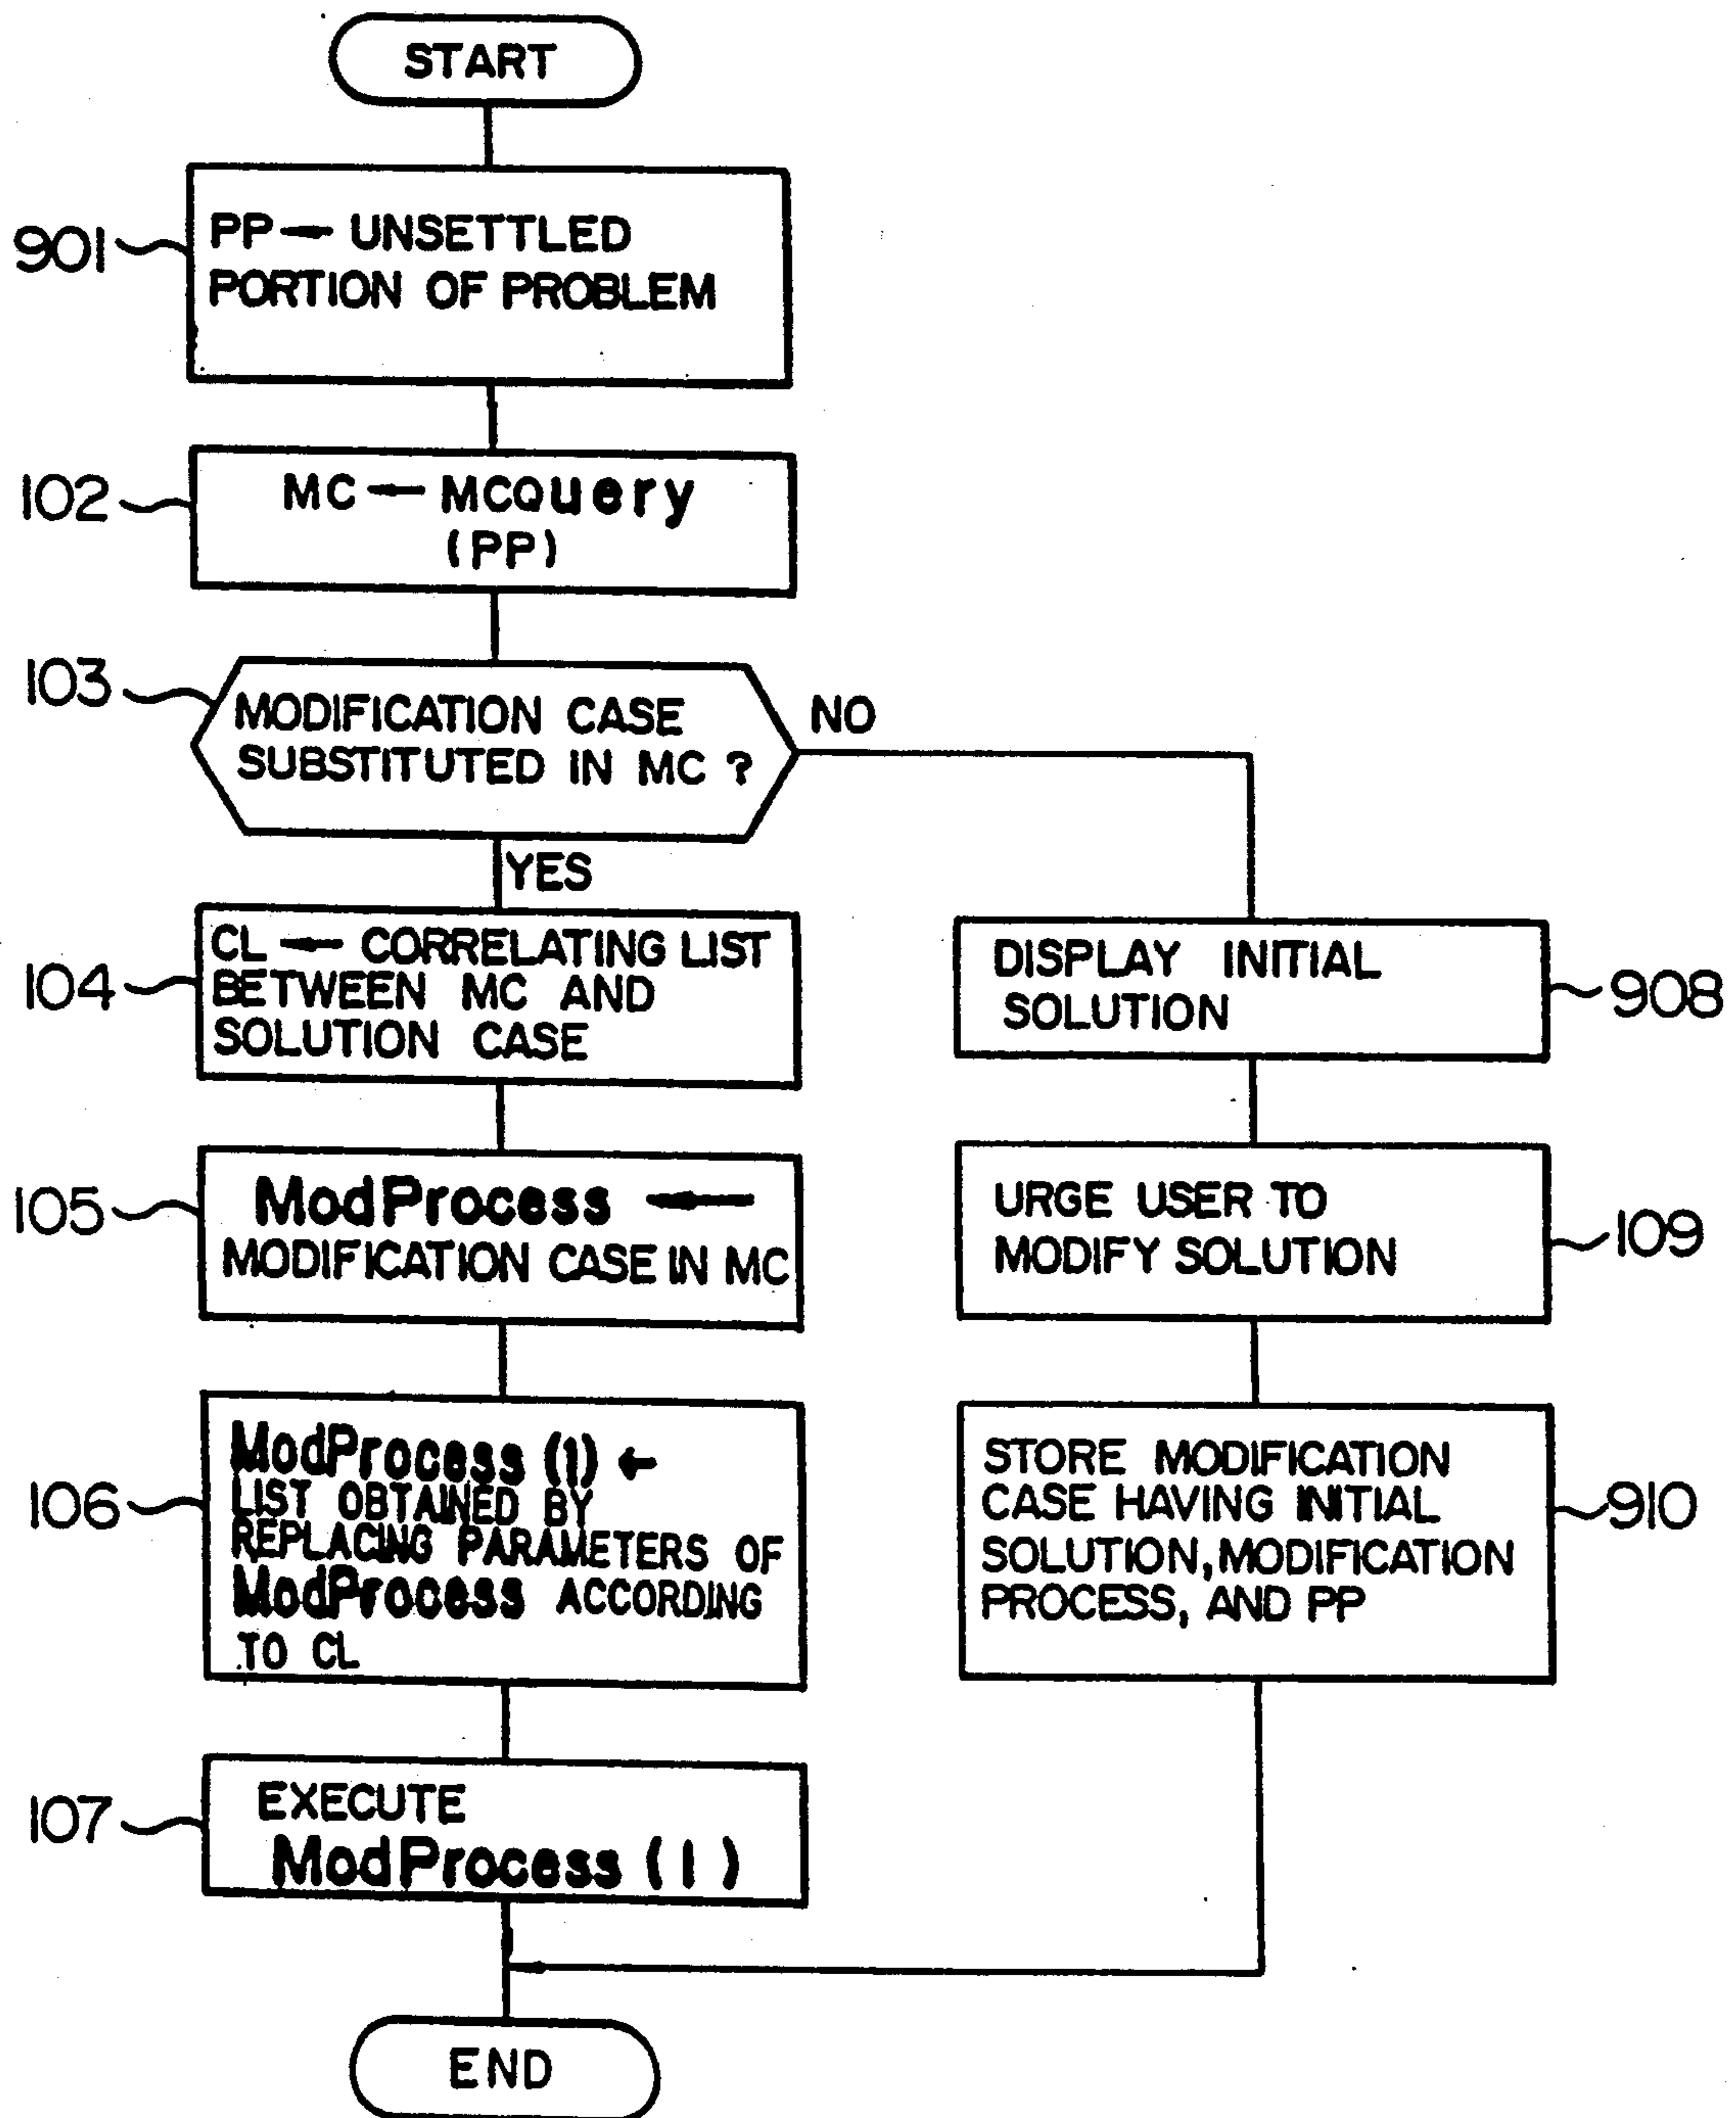 START
901
PP ← UNSETTLED
PORTION OF PROBLEM
102
MC ← MCQuery
(PP)
103
MODIFICATION CASE
SUBSTITUTED IN MC ?
NO
YES
104
CL ← CORRELATING LIST
BETWEEN MC AND
SOLUTION CASE
105
ModProcess ←
MODIFICATION CASE IN MC
106
ModProcess (1) ←
LIST OBTAINED BY
REPLACING PARAMETERS OF
ModProcess ACCORDING
TO CL
107
EXECUTE
ModProcess (1)
DISPLAY INITIAL
SOLUTION
908
URGE USER TO
MODIFY SOLUTION
109
STORE MODIFICATION
CASE HAVING INITIAL
SOLUTION, MODIFICATION
PROCESS, AND PP
910
END